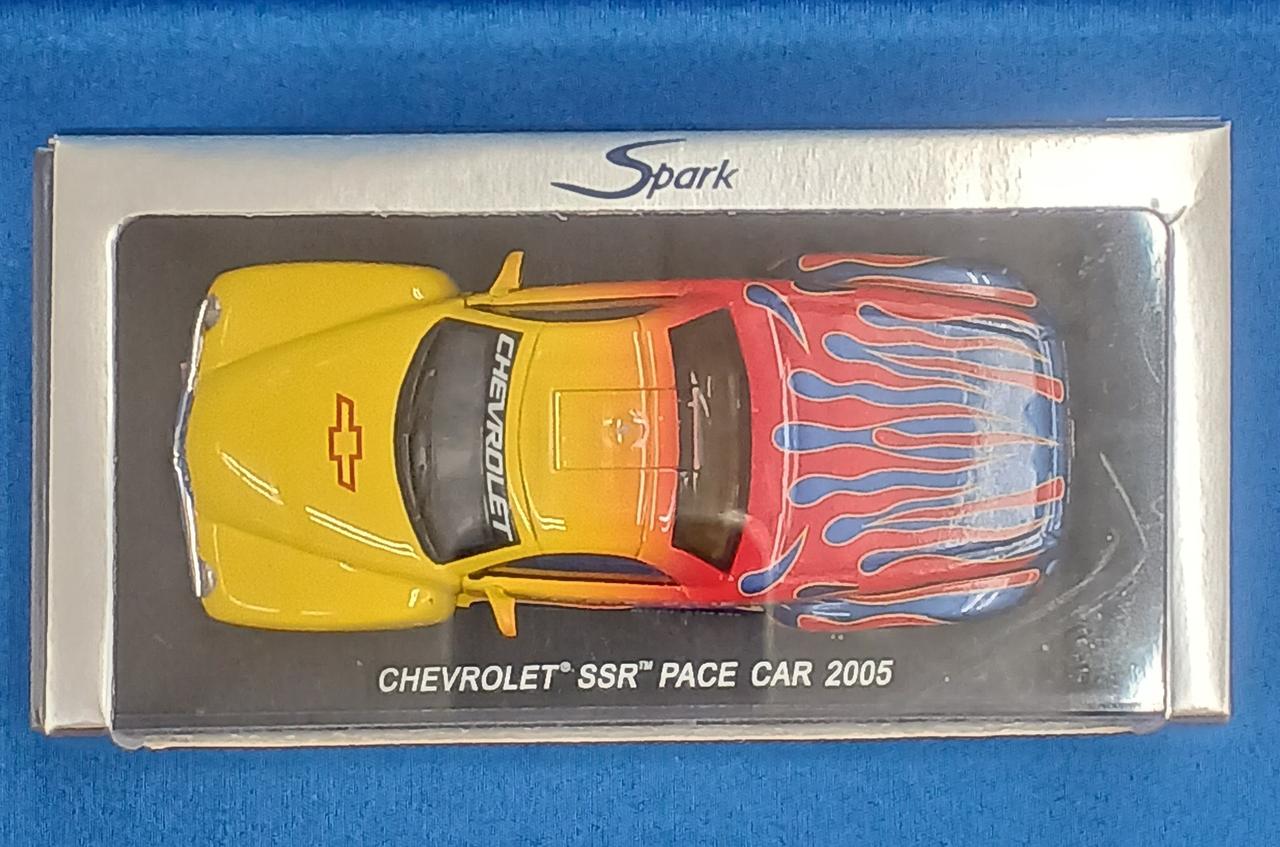 Spark
CHEVROLET
CHEVROLET® SSR™ PACE CAR 2005